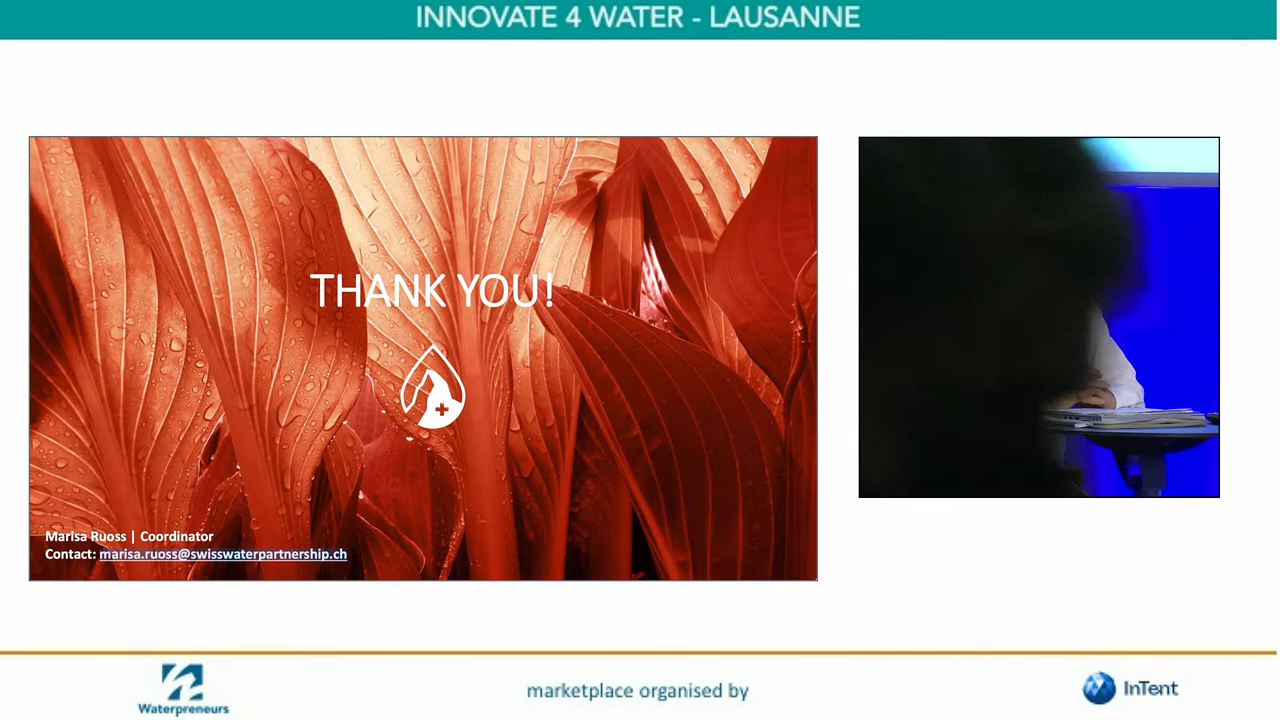 INNOVATE 4 WATER - LAUSANNE
THANK YOU!
Marisa Ruoss | Coordinator
Contact: marisa.ruoss@swisswaterpartnership.ch
Waterpreneurs
marketplace organised by
InTent